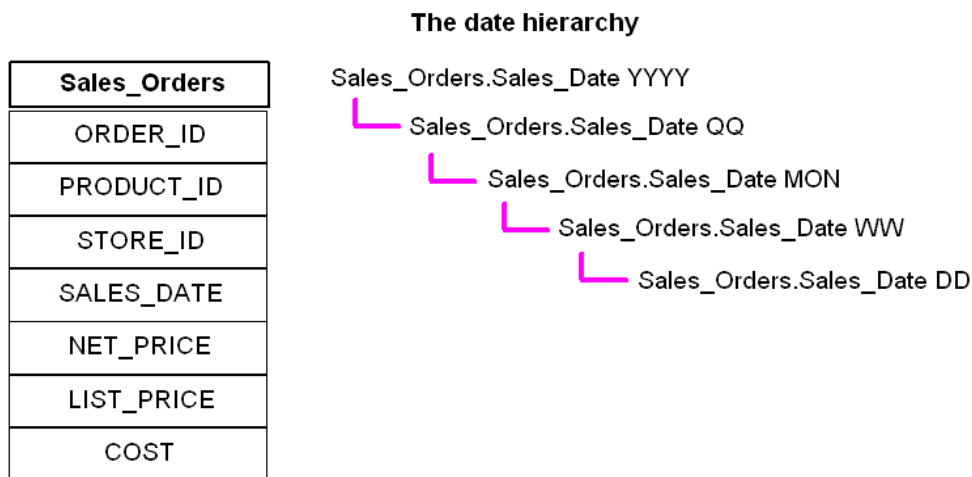 The date hierarchy
Sales_Orders
ORDER_ID
PRODUCT_ID
STORE_ID
SALES_DATE
NET_PRICE
LIST_PRICE
COST
Sales_Orders.Sales_Date YYYY
Sales_Orders.Sales_Date QQ
Sales_Orders.Sales_Date MON
Sales_Orders.Sales_Date WW
Sales_Orders.Sales_Date DD